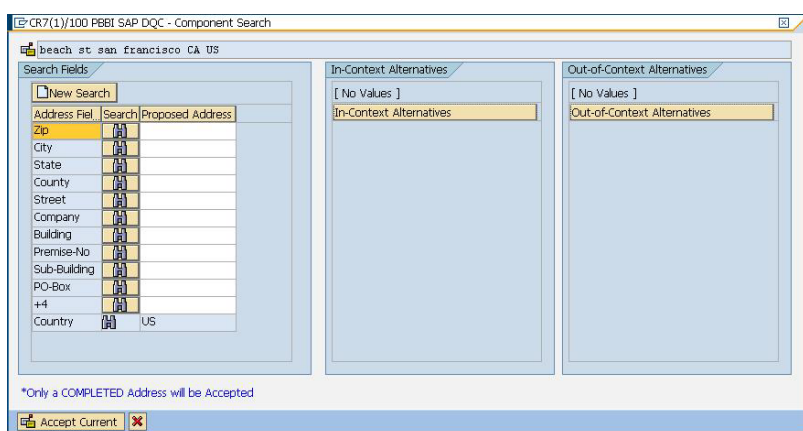 CR7(1)/100 PBBI SAP DQC - Component Search
beach st san francisco CA US
Search Fields
New Search
Address Fiel.. Search Proposed Address
Zip
City
State
County
Street
Company
Building
Premise-No
Sub-Building
PO-Box
+4
Country US
In-Context Alternatives
[ No Values ]
In-Context Alternatives
Out-of-Context Alternatives
[ No Values ]
Out-of-Context Alternatives
*Only a COMPLETED Address will be Accepted
Accept Current